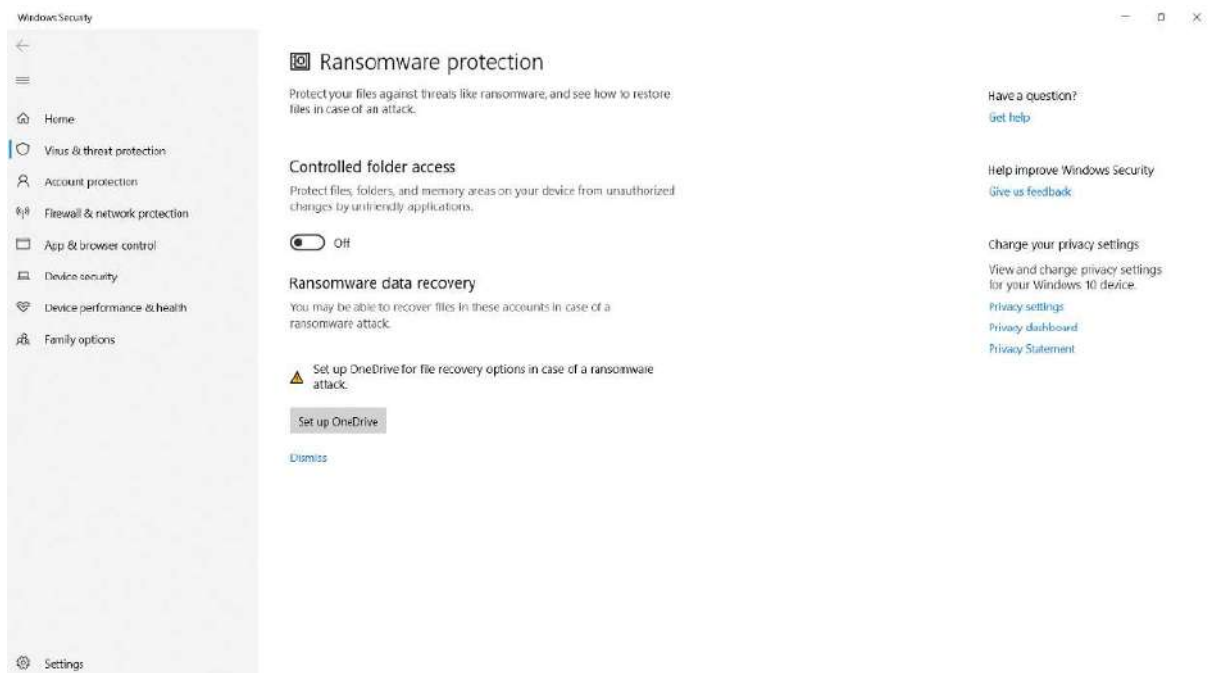 Windows Security
Home
Virus & threat protection
Account protection
Firewall & network protection
App & browser control
Device security
Device performance & health
Family options
Settings
Ransomware protection
Protect your files against threats like ransomware, and see how to restore
files in case of an attack.
Controlled folder access
Protect files, folders, and memory areas on your device from unauthorized
changes by unfriendly applications.
Off
Ransomware data recovery
You may be able to recover files in these accounts in case of a
ransomware attack.
Set up OneDrive for file recovery options in case of a ransomware
attack.
Set up OneDrive
Dismiss
Have a question?
Get help
Help improve Windows Security
Give us feedback
Change your privacy settings
View and change privacy settings
for your Windows 10 device.
Privacy settings
Privacy dashboard
Privacy Statement